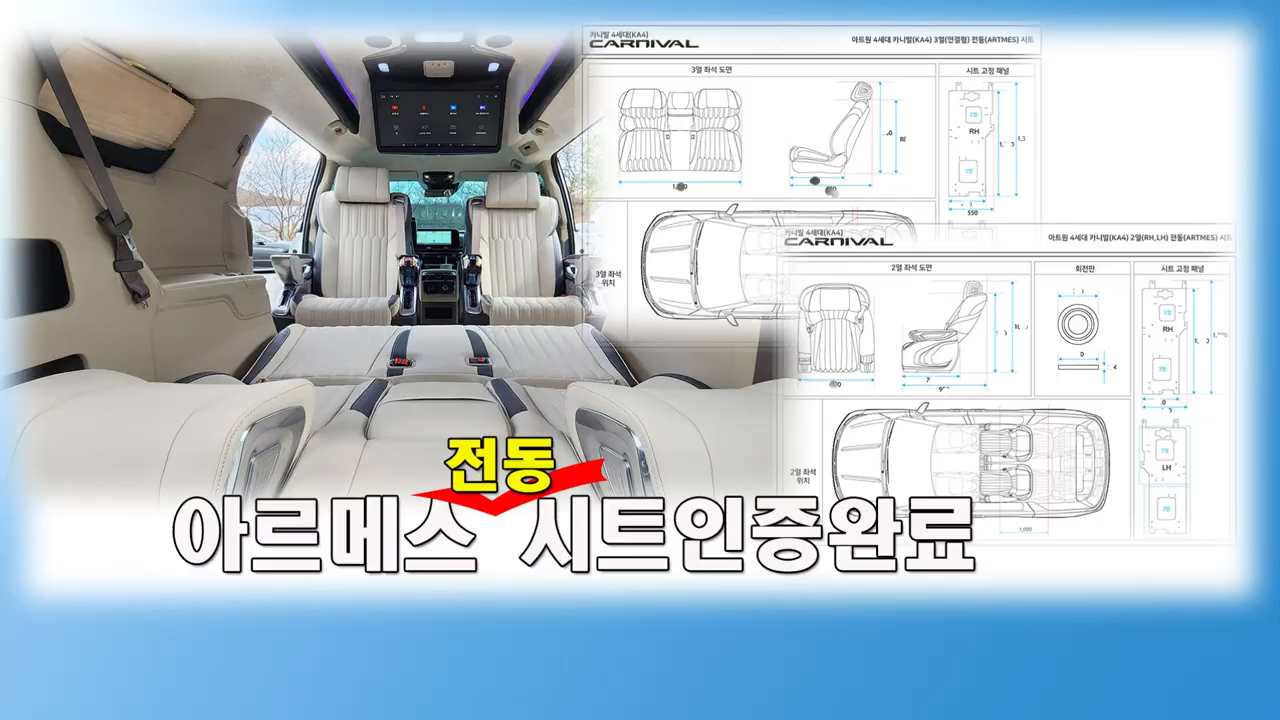 카니발 4세대(KA4)
CARNIVAL
아트원 4세대 카니발(KA4) 3열(연결형) 전동(ARTMES) 시트
3열 좌석 도면
시트 고정 패널
2열
RH
3열
550
3열 좌석
위치
카니발 4세대(KA4)
CARNIVAL
아트원 4세대 카니발(KA4) 2열(RH,LH) 전동(ARTMES) 시트
2열 좌석 도면
회전판
시트 고정 패널
RH
4
2열 좌석
위치
LH
1,000
전동
아르메스 시트인증완료